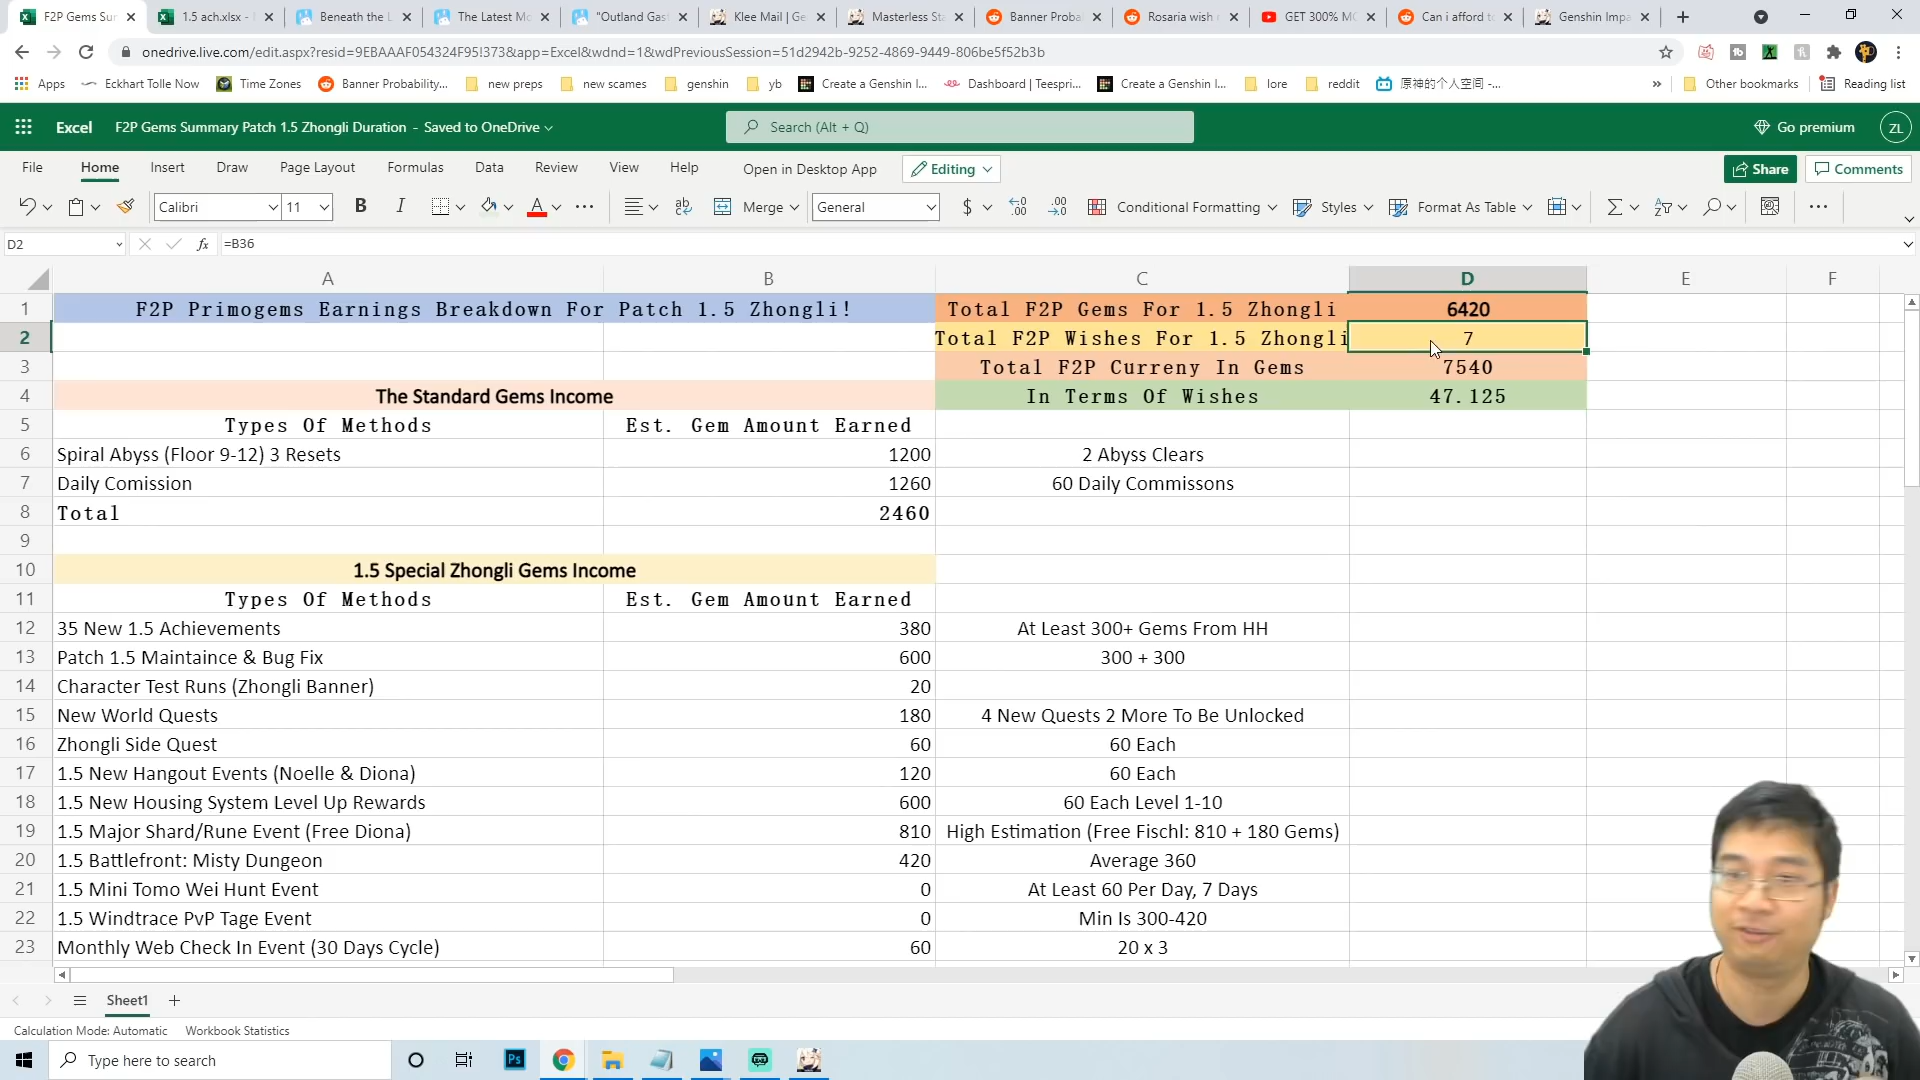 F2P Gems Sur
1.5 ach.xlsx -
Beneath the L
The Latest Mo
"Outland Gas
Klee Mail | Ge
Masterless Sta
Banner Proba
Rosaria wish
GET 300% MO
Can i afford to
Genshin Impa
onedrive.live.com/edit.aspx?resid=9EBAAAF054324F95!373&app=Excel&wdnd=1&wdPreviousSession=51d2942b-9252-4869-9449-806be5f52b3b
Apps
Eckhart Tolle Now
Time Zones
Banner Probability...
new preps
new scames
genshin
yb
Create a Genshin I...
Dashboard | Teespri...
Create a Genshin I...
lore
reddit
原神的个人空间 -...
»
Other bookmarks
Reading list
Excel
F2P Gems Summary Patch 1.5 Zhongli Duration - Saved to OneDrive
Search (Alt + Q)
Go premium
ZL
File
Home
Insert
Draw
Page Layout
Formulas
Data
Review
View
Help
Open in Desktop App
Editing
Share
Comments
Calibri
11
B
I
A
ab
Merge
General
$
.00
.00
Conditional Formatting
Styles
Format As Table
D2
fx
=B36
A B C D E F
1 F2P Primogems Earnings Breakdown For Patch 1.5 Zhongli! Total F2P Gems For 1.5 Zhongli 6420
2 Total F2P Wishes For 1.5 Zhongli 7
3 Total F2P Curreny In Gems 7540
4 The Standard Gems Income In Terms Of Wishes 47.125
5 Types Of Methods Est. Gem Amount Earned
6 Spiral Abyss (Floor 9-12) 3 Resets 1200 2 Abyss Clears
7 Daily Comission 1260 60 Daily Commissons
8 Total 2460
9
10 1.5 Special Zhongli Gems Income
11 Types Of Methods Est. Gem Amount Earned
12 35 New 1.5 Achievements 380 At Least 300+ Gems From HH
13 Patch 1.5 Maintaince & Bug Fix 600 300 + 300
14 Character Test Runs (Zhongli Banner) 20
15 New World Quests 180 4 New Quests 2 More To Be Unlocked
16 Zhongli Side Quest 60 60 Each
17 1.5 New Hangout Events (Noelle & Diona) 120 60 Each
18 1.5 New Housing System Level Up Rewards 600 60 Each Level 1-10
19 1.5 Major Shard/Rune Event (Free Diona) 810 High Estimation (Free Fischl: 810 + 180 Gems)
20 1.5 Battlefront: Misty Dungeon 420 Average 360
21 1.5 Mini Tomo Wei Hunt Event 0 At Least 60 Per Day, 7 Days
22 1.5 Windtrace PvP Tage Event 0 Min Is 300-420
23 Monthly Web Check In Event (30 Days Cycle) 60 20 x 3
Sheet1
Calculation Mode: Automatic
Workbook Statistics
Type here to search
Ps